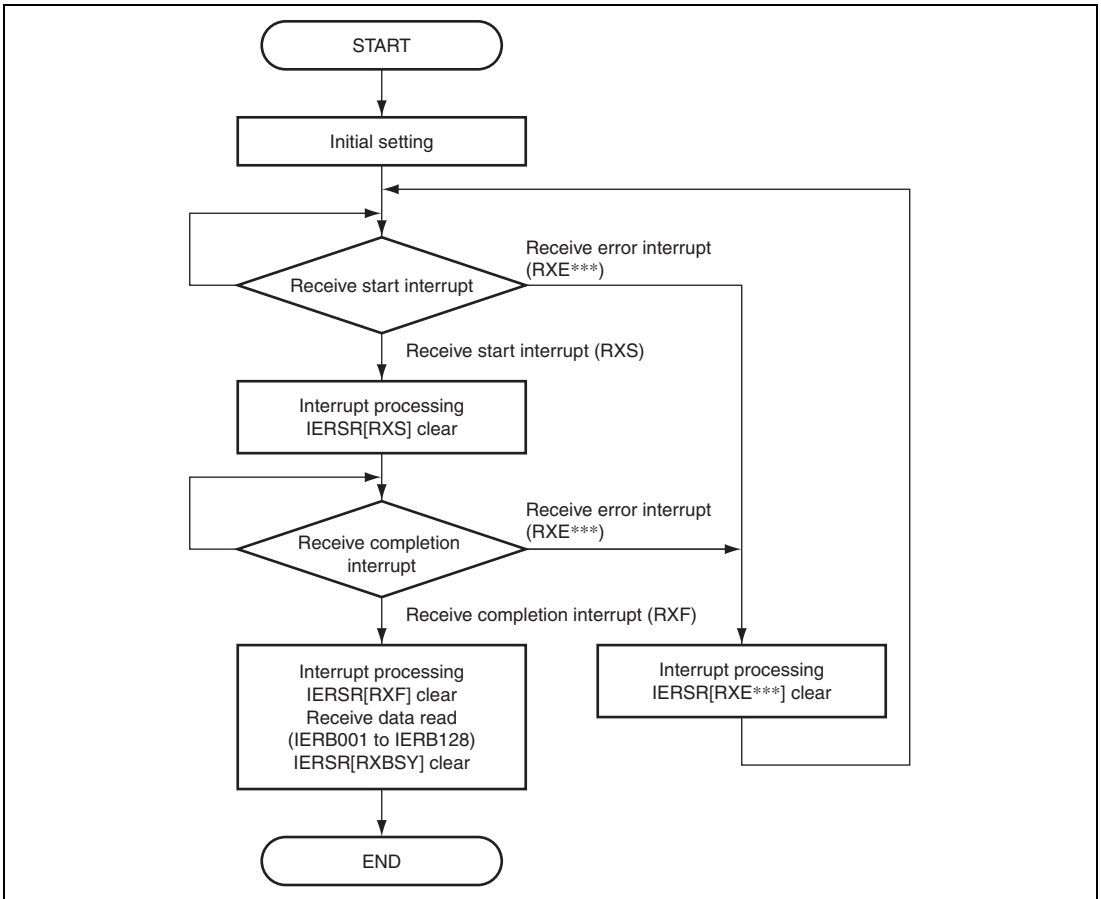 START
Initial setting
Receive error interrupt
(RXE***)
Receive start interrupt
Receive start interrupt (RXS)
Interrupt processing
IERSR[RXS] clear
Receive error interrupt
(RXE***)
Receive completion
interrupt
Receive completion interrupt (RXF)
Interrupt processing
IERSR[RXF] clear
Receive data read
(IERB001 to IERB128)
IERSR[RXBSY] clear
Interrupt processing
IERSR[RXE***] clear
END